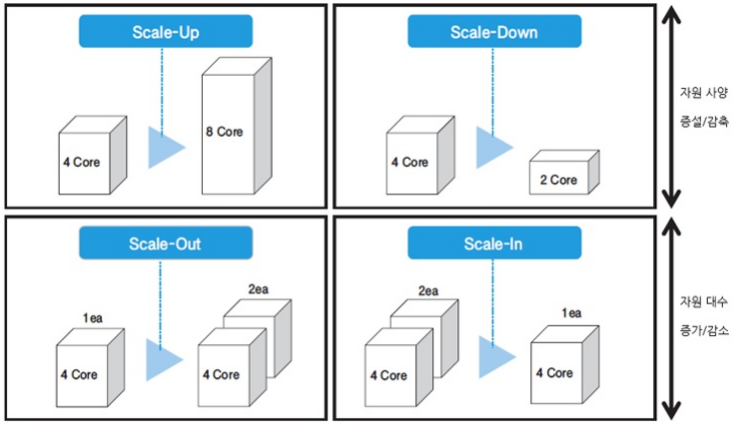 Scale-Up
4 Core
8 Core
Scale-Down
4 Core
2 Core
자원 사양
증설/감축
Scale-Out
1ea
4 Core
2ea
4 Core
Scale-In
2ea
4 Core
1ea
4 Core
자원 대수
증가/감소